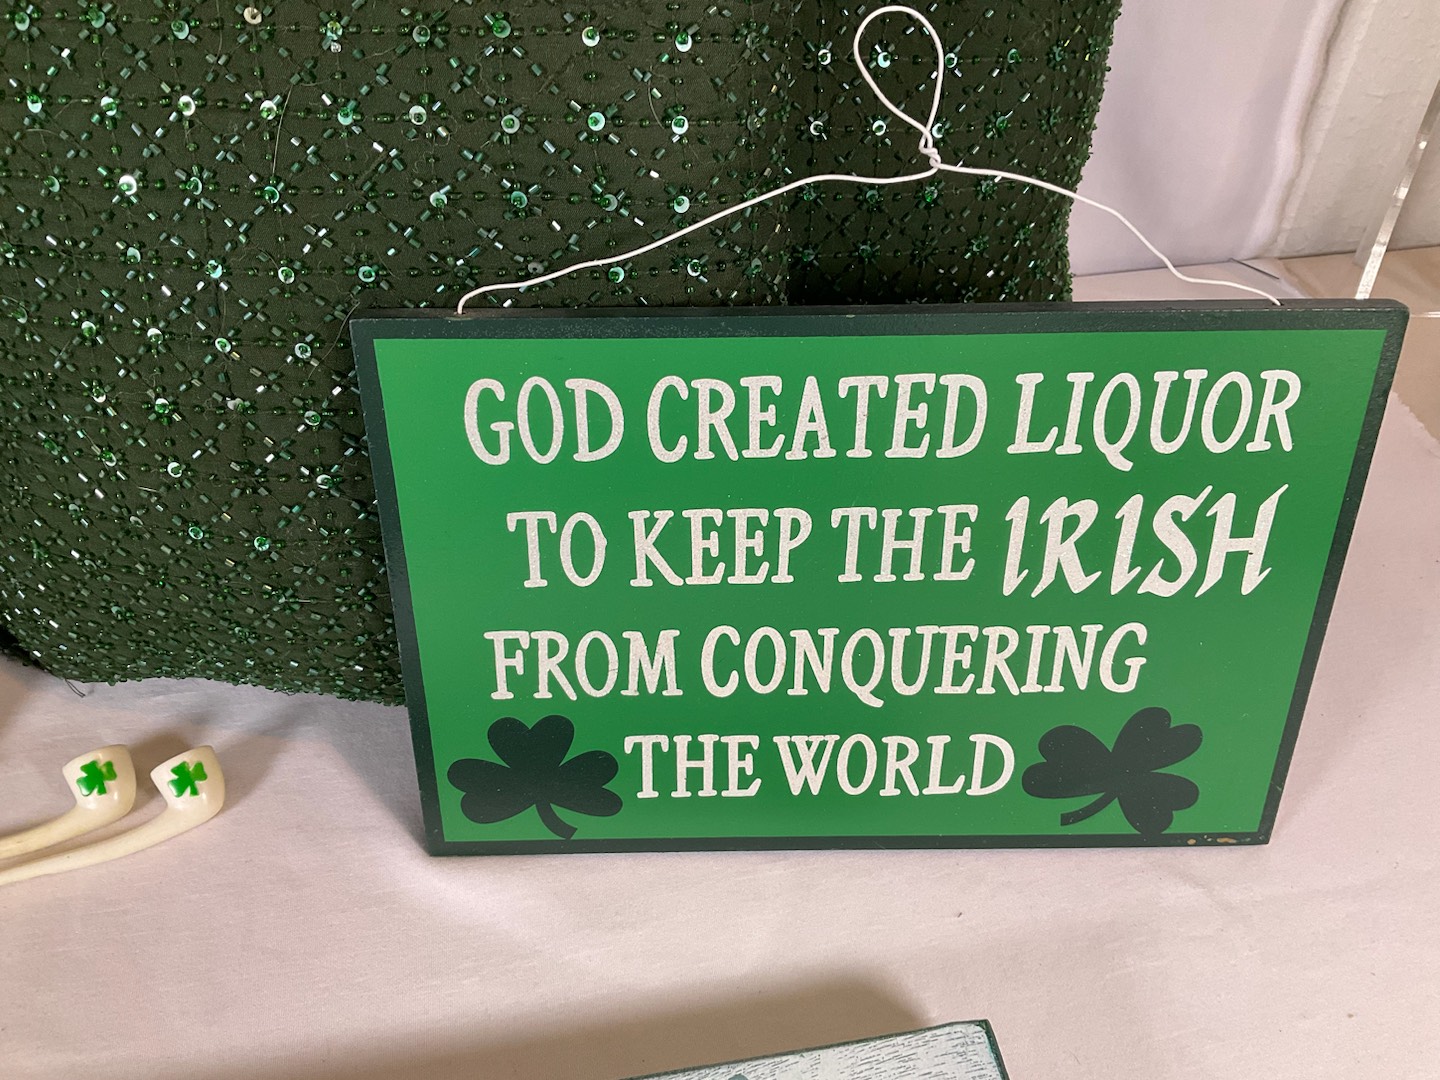 GOD CREATED LIQUOR
TO KEEP THE IRISH
FROM CONQUERING
THE WORLD